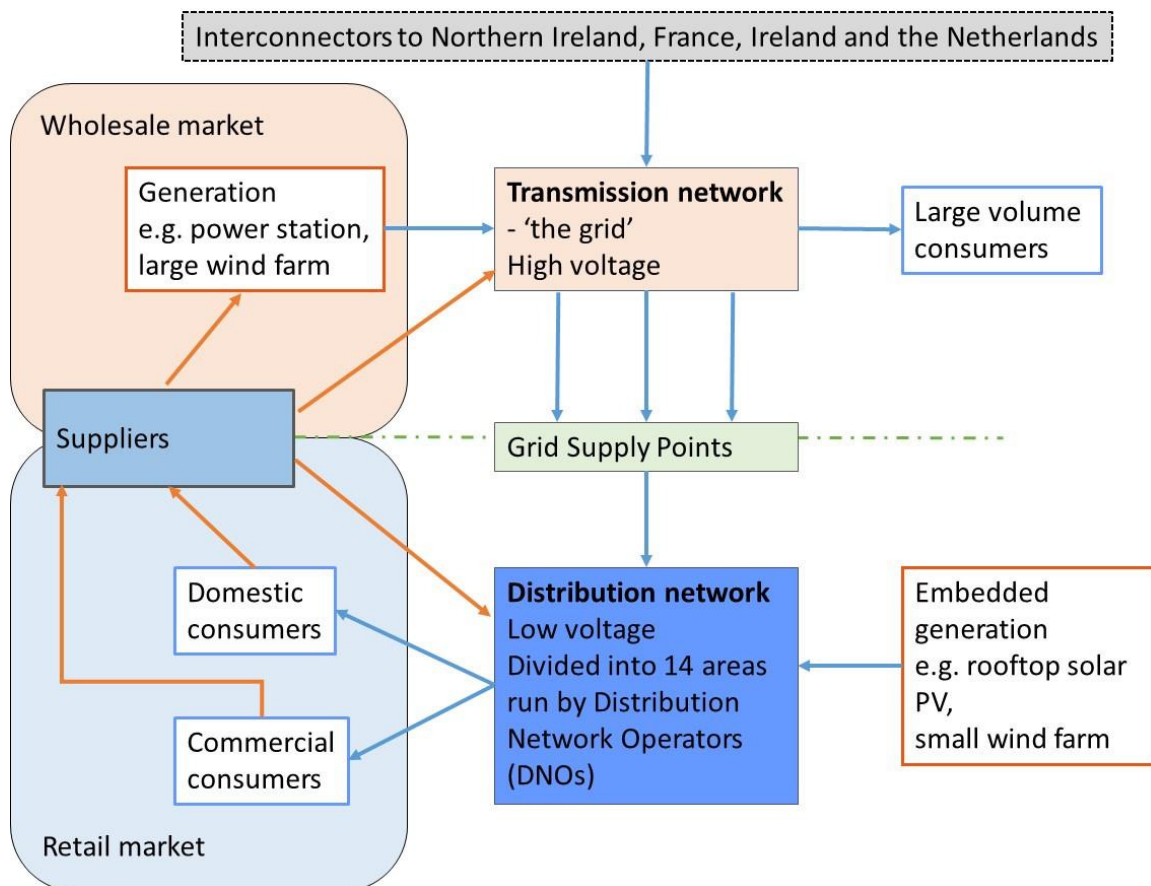 Interconnectors to Northern Ireland, France, Ireland and the Netherlands
Wholesale market
Generation
e.g. power station,
large wind farm
Transmission network
- ‘the grid’
High voltage
Large volume
consumers
Suppliers
Grid Supply Points
Domestic
consumers
Distribution network
Low voltage
Divided into 14 areas
run by Distribution
Network Operators
(DNOs)
Embedded
generation
e.g. rooftop solar
PV,
small wind farm
Commercial
consumers
Retail market